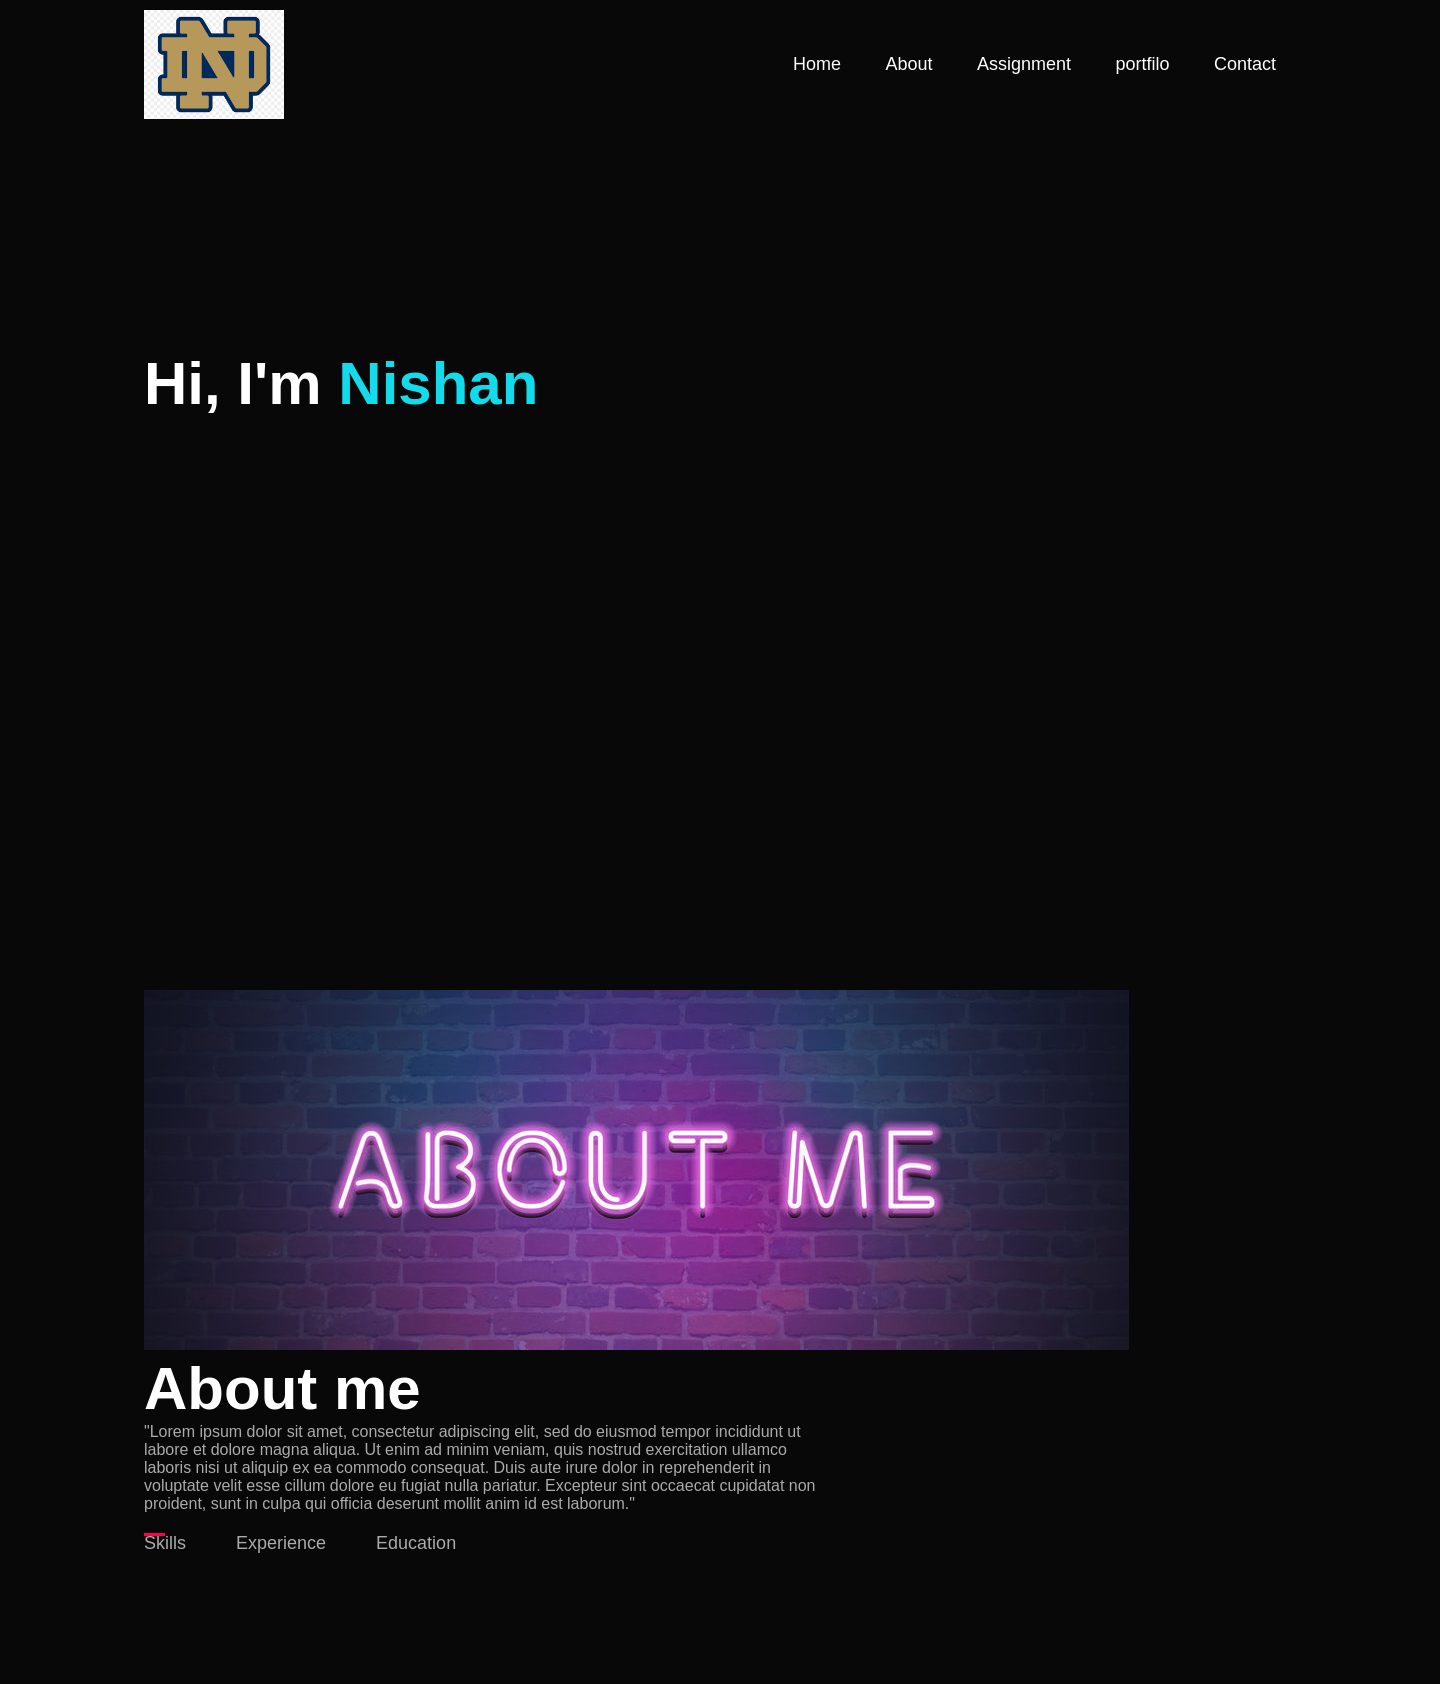 ND
Home About Assignment portfilo Contact
Hi, I'm Nishan
ABOUT ME
About me
"Lorem ipsum dolor sit amet, consectetur adipiscing elit, sed do eiusmod tempor incididunt ut
labore et dolore magna aliqua. Ut enim ad minim veniam, quis nostrud exercitation ullamco
laboris nisi ut aliquip ex ea commodo consequat. Duis aute irure dolor in reprehenderit in
voluptate velit esse cillum dolore eu fugiat nulla pariatur. Excepteur sint occaecat cupidatat non
proident, sunt in culpa qui officia deserunt mollit anim id est laborum."
Skills Experience Education